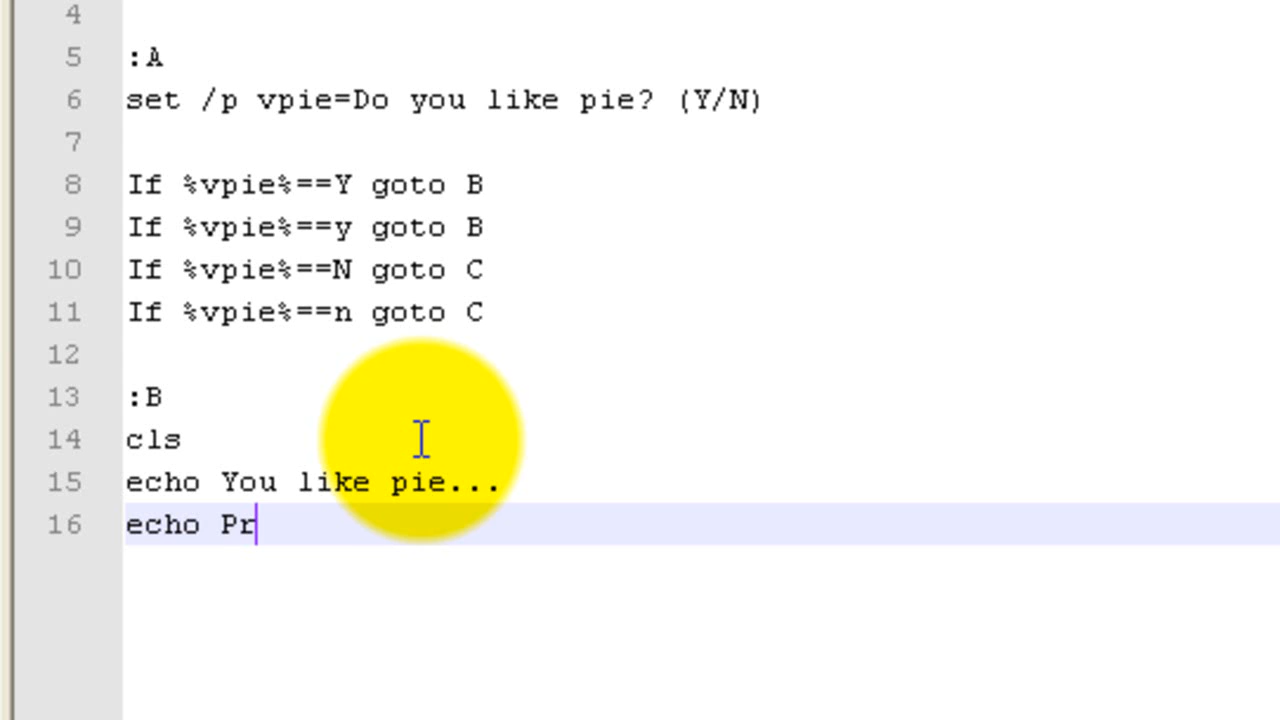 4
5 :A
6 set /p vpie=Do you like pie? (Y/N)
7
8 If %vpie%==Y goto B
9 If %vpie%==y goto B
10 If %vpie%==N goto C
11 If %vpie%==n goto C
12
13 :B
14 cls
15 echo You like pie...
16 echo Pr